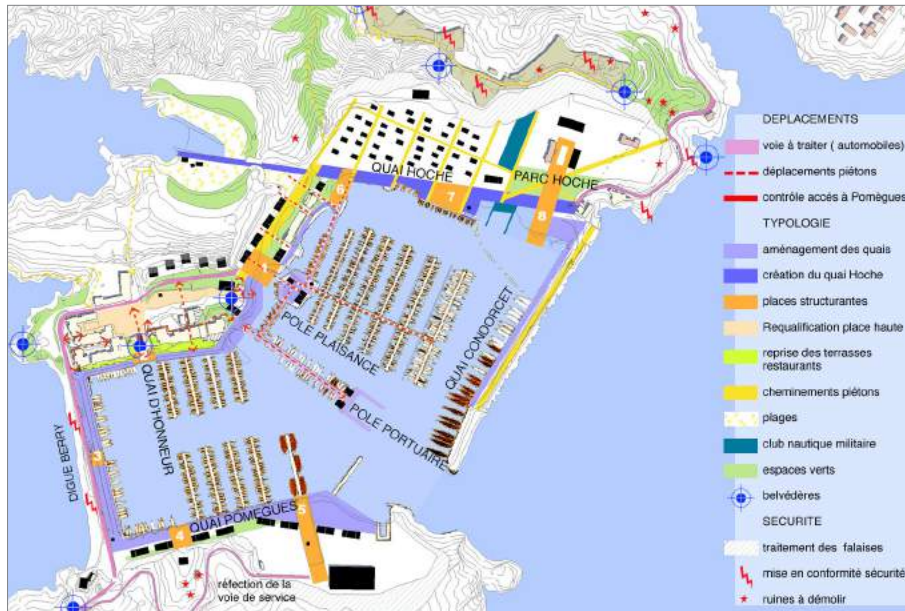 DEPLACEMENTS
voie à traiter ( automobiles)
déplacements piétons
contrôle accés à Pomègues
TYPOLOGIE
aménagement des quais
création du quai Hoche
places structurantes
Requalification place haute
reprise des terrasses
restaurants
cheminements piétons
plages
club nautique militaire
espaces verts
belvédères
SECURITE
traitement des falaises
mise en conformité sécurité
ruines à démolir
QUAI HOCHE
PARC HOCHE
6
7
8
1
POLE PLAISANCE
QUAI CONDORCET
POLE PORTUAIRE
2
QUAI D'HONNEUR
DIGUE BERRY
3
QUAI POMEGUES
4
5
réfection de la
voie de service